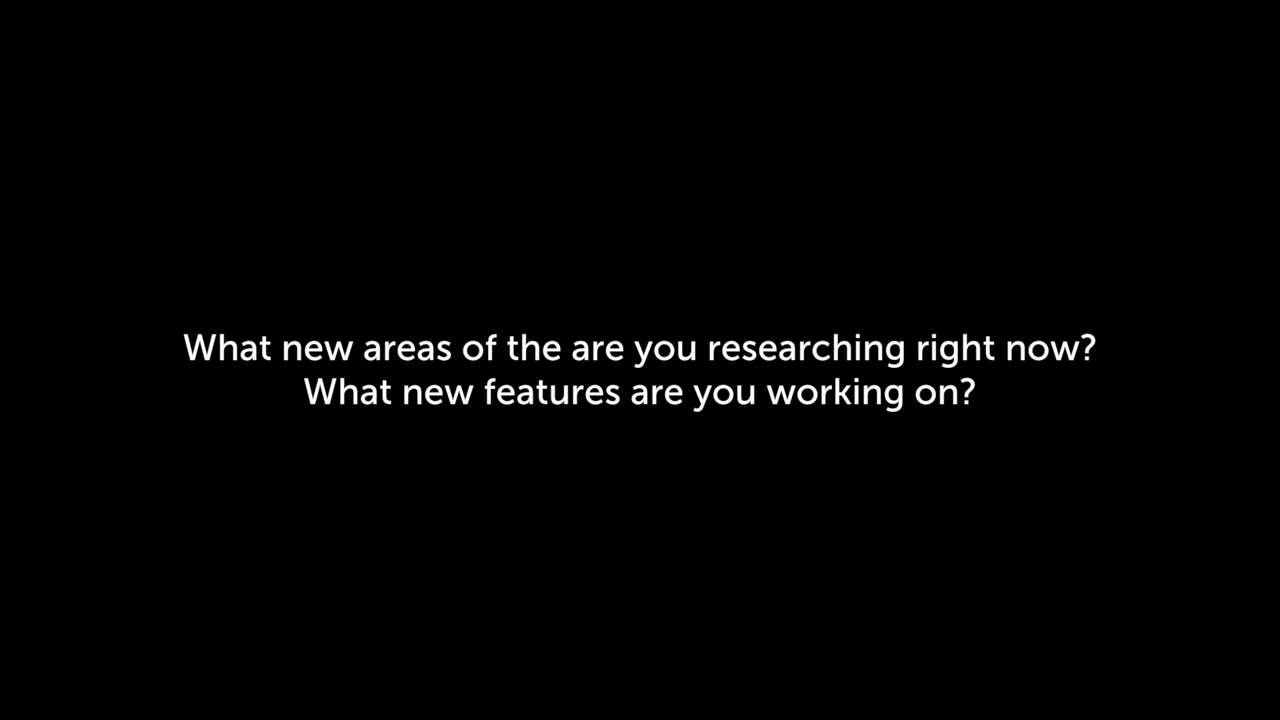 What new areas of the are you researching right now?
What new features are you working on?